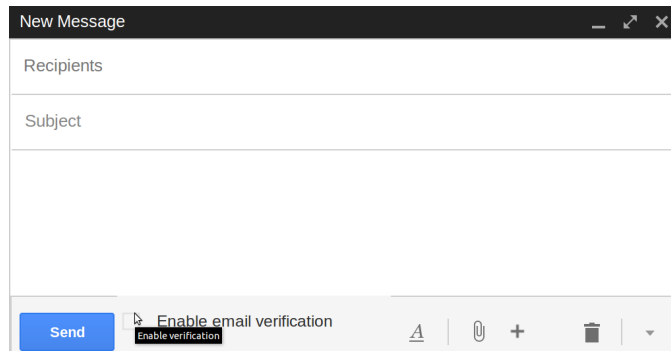 New Message
Recipients
Subject
Send
Enable email verification
Enable verification
A